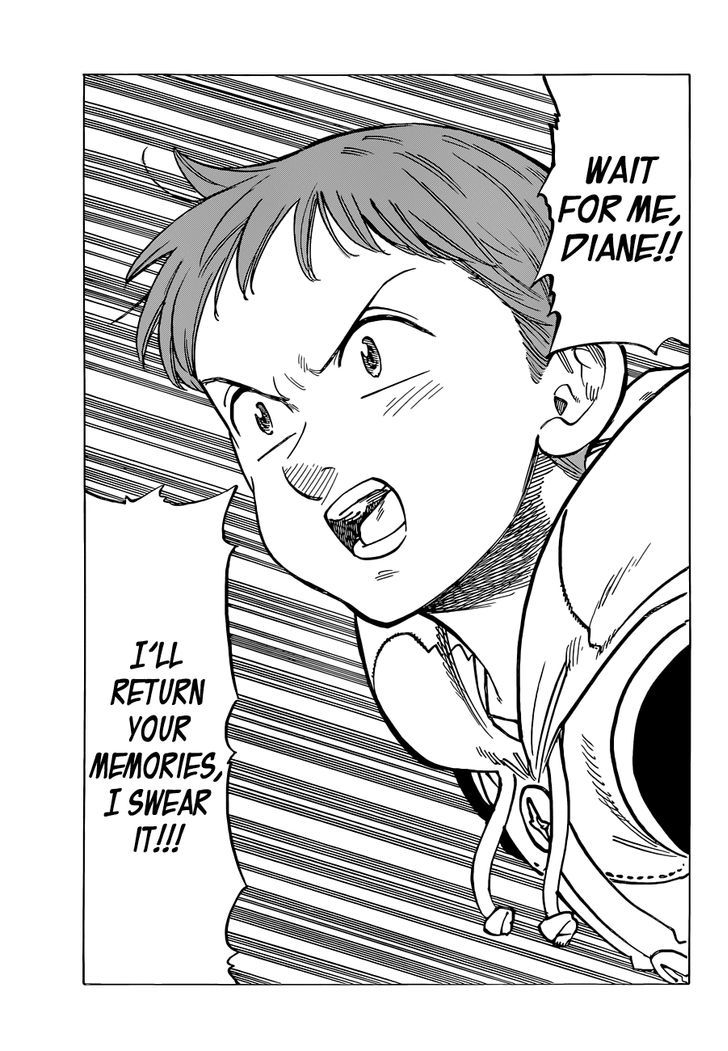 WAIT
FOR ME,
DIANE!!
I'LL
RETURN
YOUR
MEMORIES,
I SWEAR
IT!!!